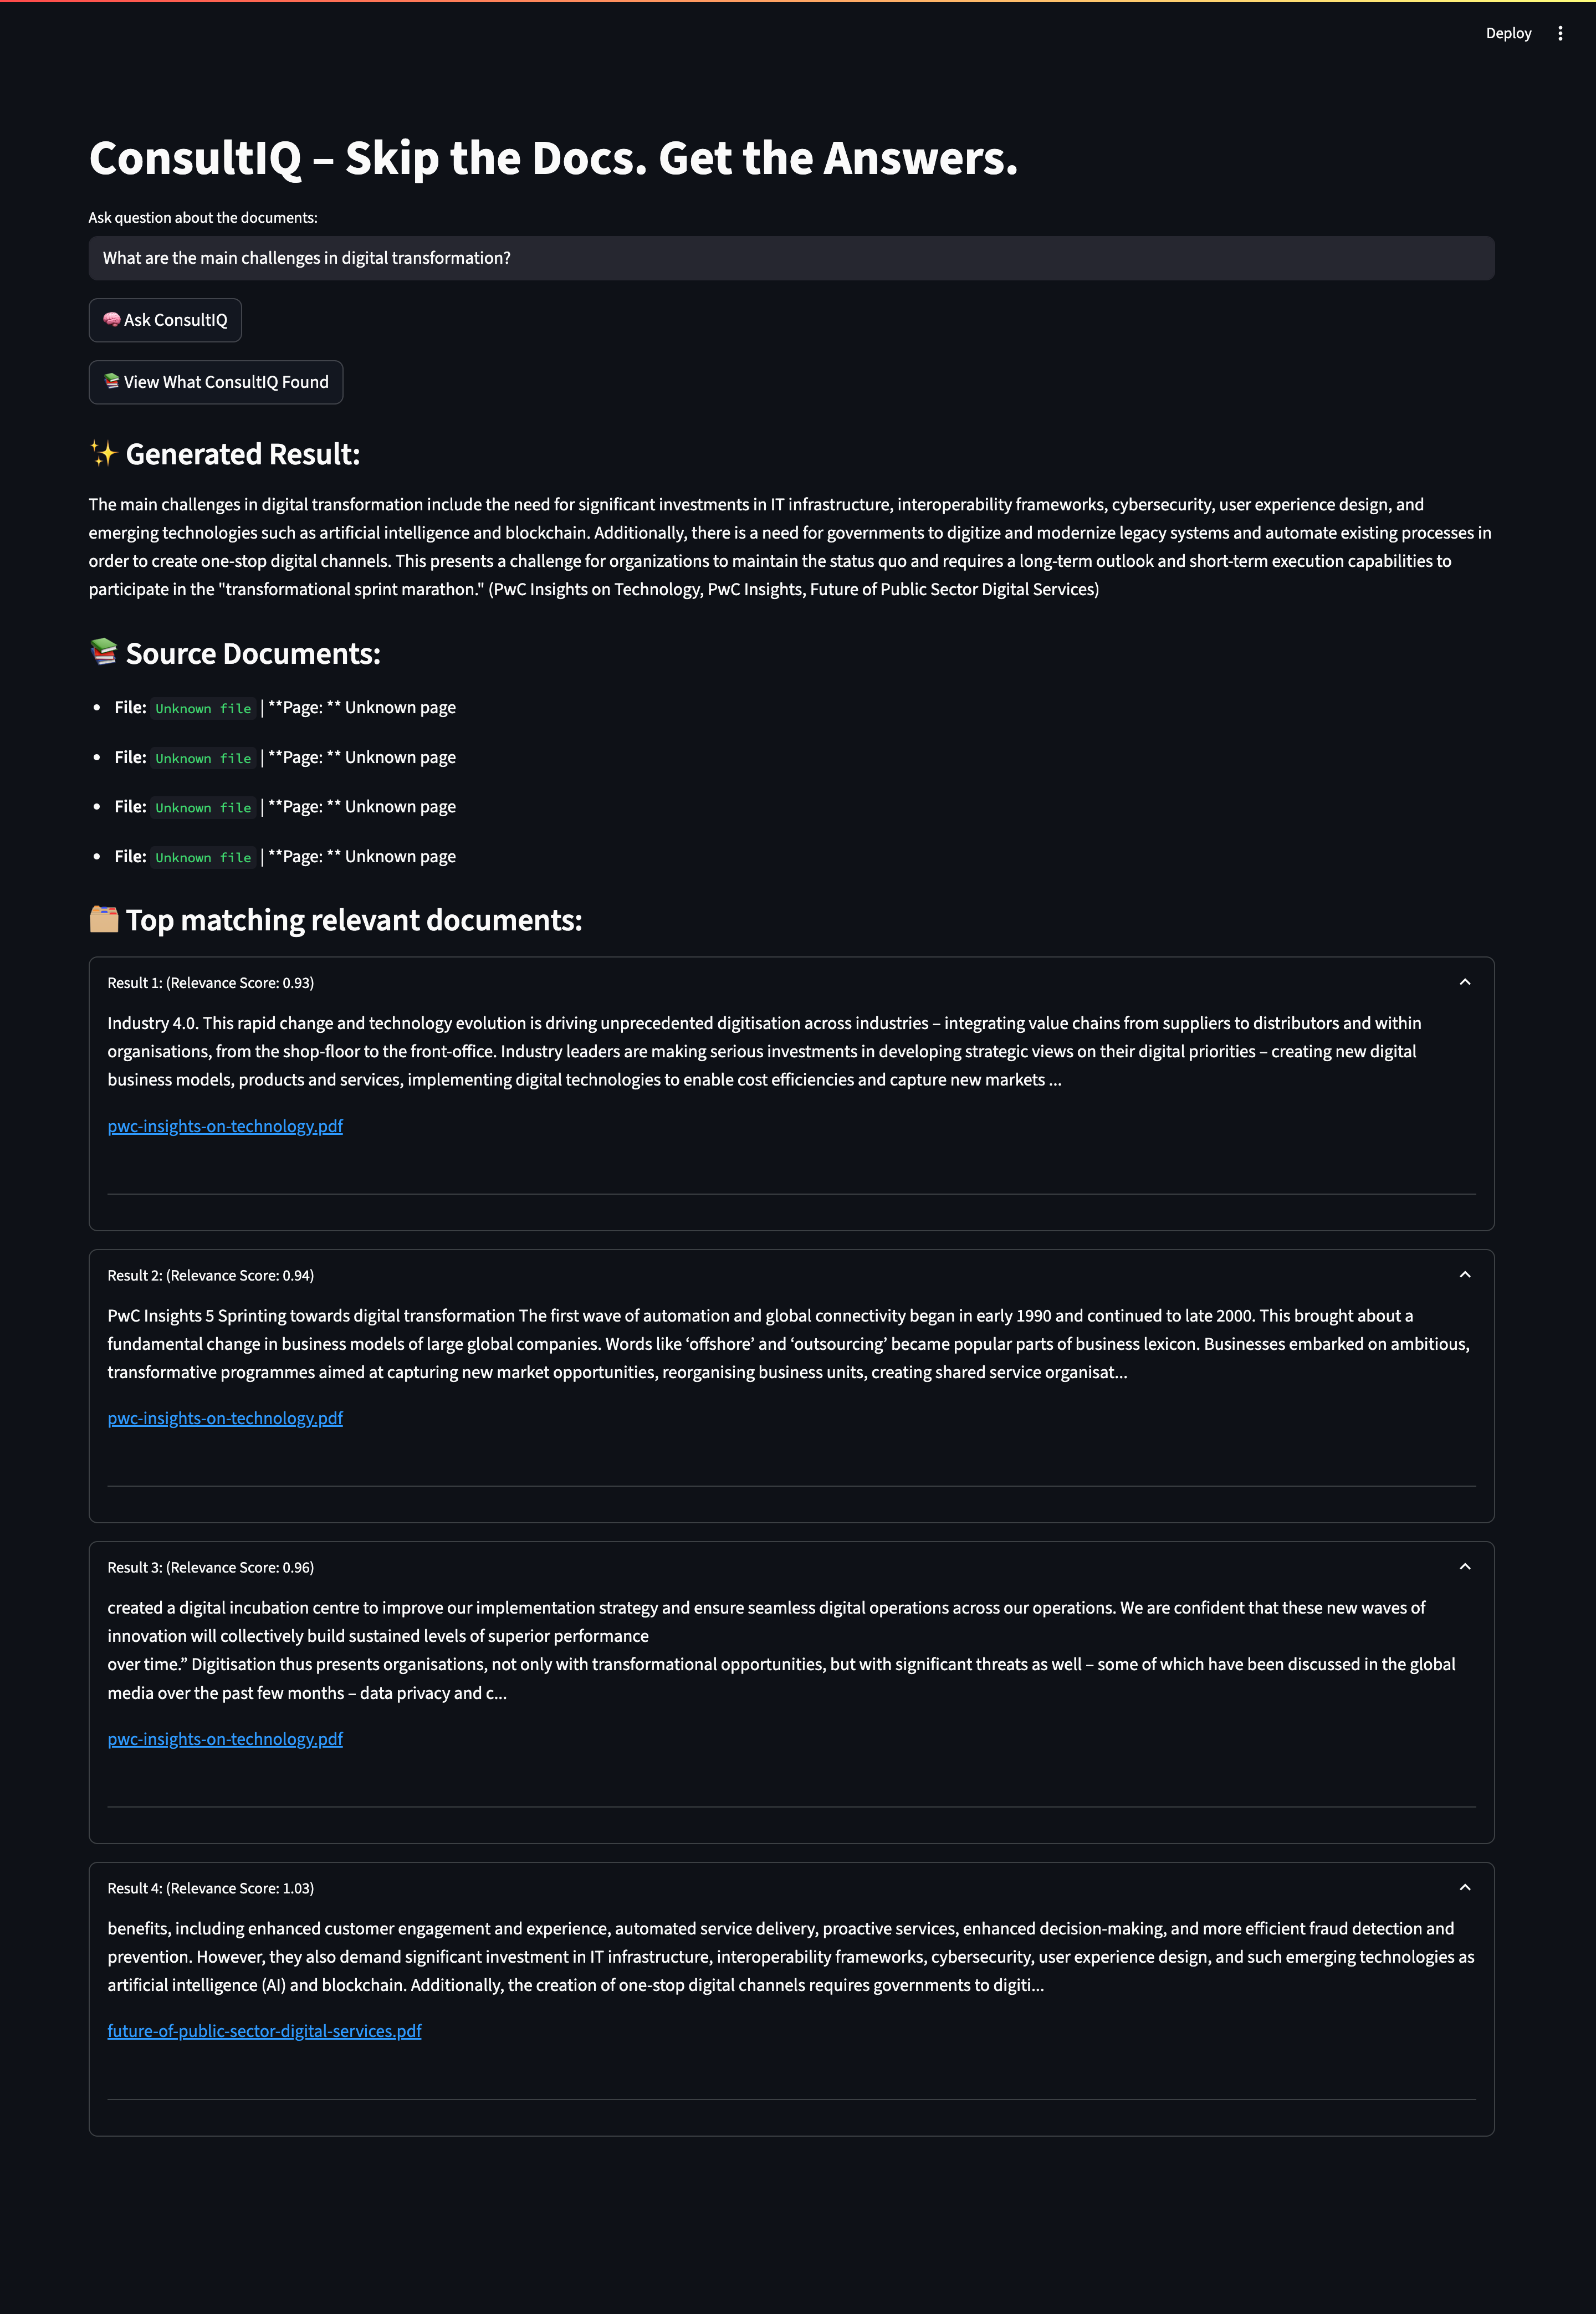 Deploy
ConsultIQ – Skip the Docs. Get the Answers.
Ask question about the documents:
What are the main challenges in digital transformation?
🧠 Ask ConsultIQ
📚 View What ConsultIQ Found
✨ Generated Result:
The main challenges in digital transformation include the need for significant investments in IT infrastructure, interoperability frameworks, cybersecurity, user experience design, and
emerging technologies such as artificial intelligence and blockchain. Additionally, there is a need for governments to digitize and modernize legacy systems and automate existing processes in
order to create one-stop digital channels. This presents a challenge for organizations to maintain the status quo and requires a long-term outlook and short-term execution capabilities to
participate in the "transformational sprint marathon." (PwC Insights on Technology, PwC Insights, Future of Public Sector Digital Services)
📚 Source Documents:
• File: Unknown file | **Page: ** Unknown page
• File: Unknown file | **Page: ** Unknown page
• File: Unknown file | **Page: ** Unknown page
• File: Unknown file | **Page: ** Unknown page
🗂️ Top matching relevant documents:
Result 1: (Relevance Score: 0.93)
Industry 4.0. This rapid change and technology evolution is driving unprecedented digitisation across industries – integrating value chains from suppliers to distributors and within
organisations, from the shop-floor to the front-office. Industry leaders are making serious investments in developing strategic views on their digital priorities – creating new digital
business models, products and services, implementing digital technologies to enable cost efficiencies and capture new markets ...
pwc-insights-on-technology.pdf
Result 2: (Relevance Score: 0.94)
PwC Insights 5 Sprinting towards digital transformation The first wave of automation and global connectivity began in early 1990 and continued to late 2000. This brought about a
fundamental change in business models of large global companies. Words like ‘offshore’ and ‘outsourcing’ became popular parts of business lexicon. Businesses embarked on ambitious,
transformative programmes aimed at capturing new market opportunities, reorganising business units, creating shared service organisat...
pwc-insights-on-technology.pdf
Result 3: (Relevance Score: 0.96)
created a digital incubation centre to improve our implementation strategy and ensure seamless digital operations across our operations. We are confident that these new waves of
innovation will collectively build sustained levels of superior performance
over time.” Digitisation thus presents organisations, not only with transformational opportunities, but with significant threats as well – some of which have been discussed in the global
media over the past few months – data privacy and c...
pwc-insights-on-technology.pdf
Result 4: (Relevance Score: 1.03)
benefits, including enhanced customer engagement and experience, automated service delivery, proactive services, enhanced decision-making, and more efficient fraud detection and
prevention. However, they also demand significant investment in IT infrastructure, interoperability frameworks, cybersecurity, user experience design, and such emerging technologies as
artificial intelligence (AI) and blockchain. Additionally, the creation of one-stop digital channels requires governments to digiti...
future-of-public-sector-digital-services.pdf